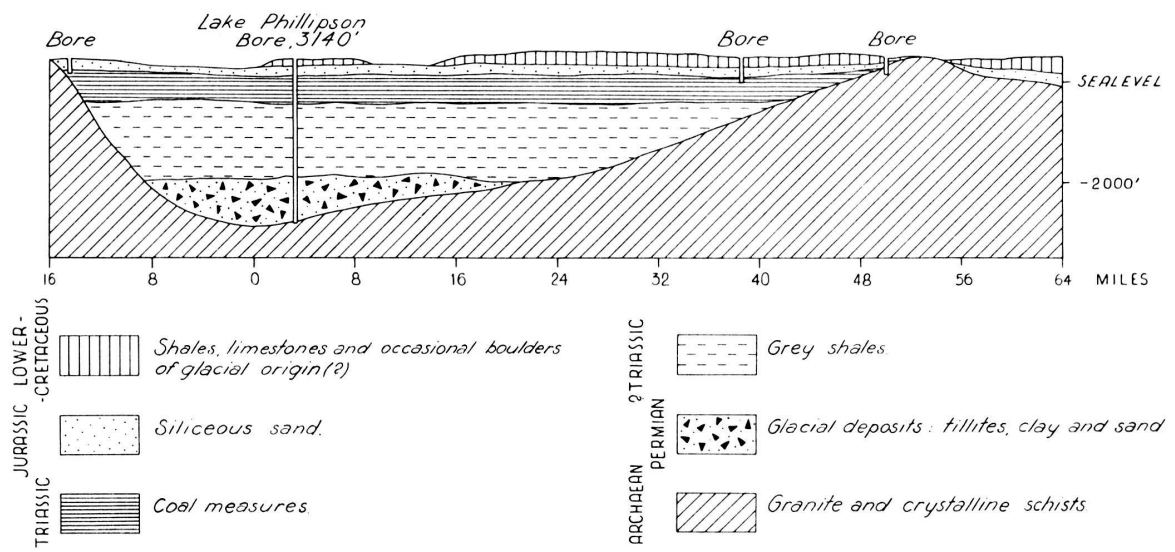 Lake Phillipson
Bore
Bore, 3140'
Bore
Bore
SEALEVEL
-2000'
16 8 0 8 16 24 32 40 48 56 64 MILES
LOWER-
-CRETACEOUS
Shales, limestones and occasional boulders
of glacial origin(?)
JURASSIC
Siliceous sand.
TRIASSIC
Coal measures.
?TRIASSIC
Grey shales.
PERMIAN
Glacial deposits: tillites, clay and sand
ARCHAEAN
Granite and crystalline schists.